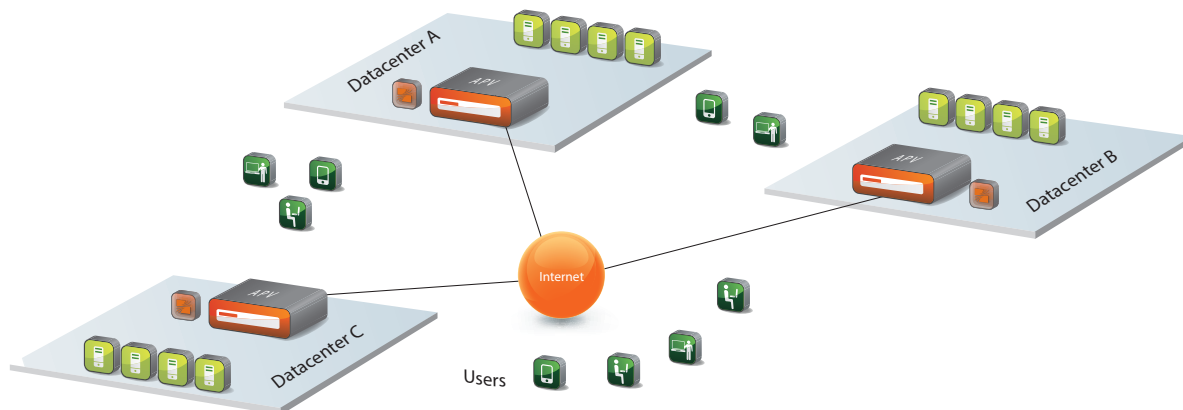 Datacenter A
APV
APV
Datacenter B
Internet
APV
Datacenter C
Users